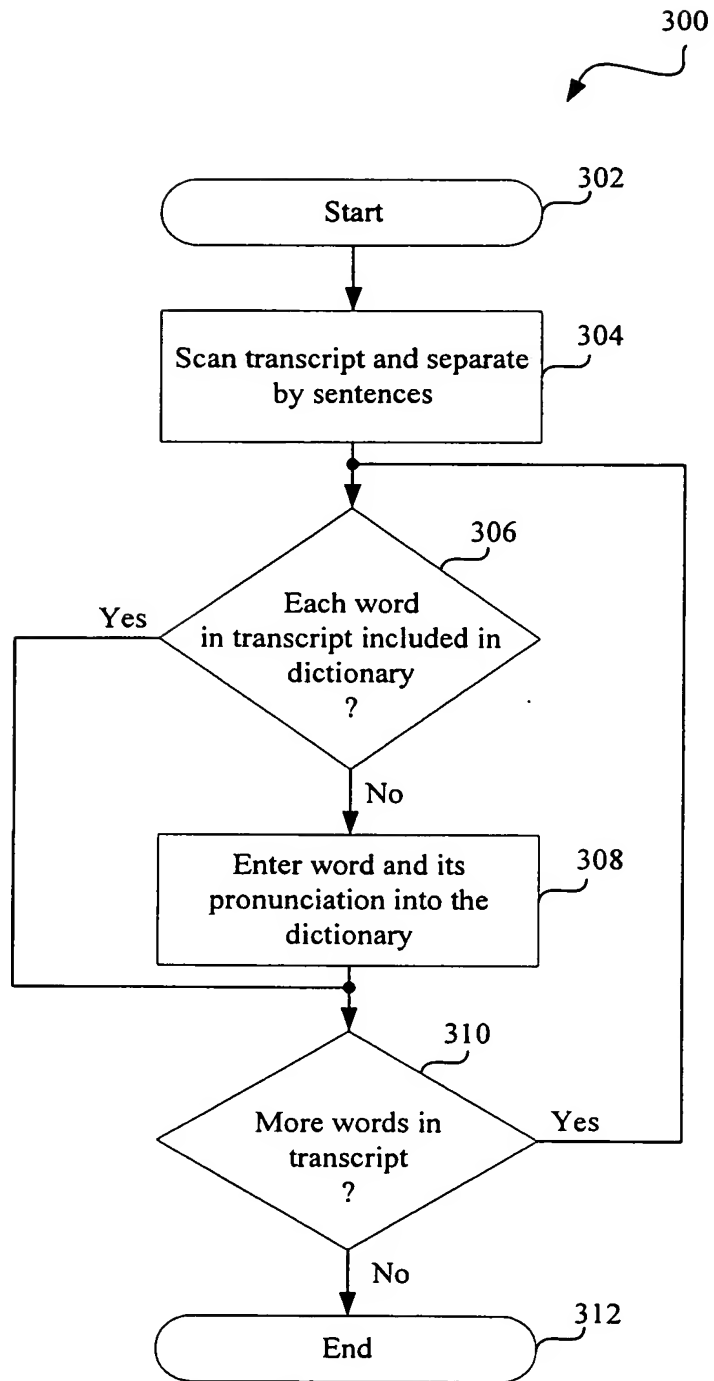 300
302
Start
304
Scan transcript and separate
by sentences
306
Each word
in transcript included in
dictionary
?
Yes
No
308
Enter word and its
pronunciation into the
dictionary
310
More words in
transcript
?
Yes
No
312
End